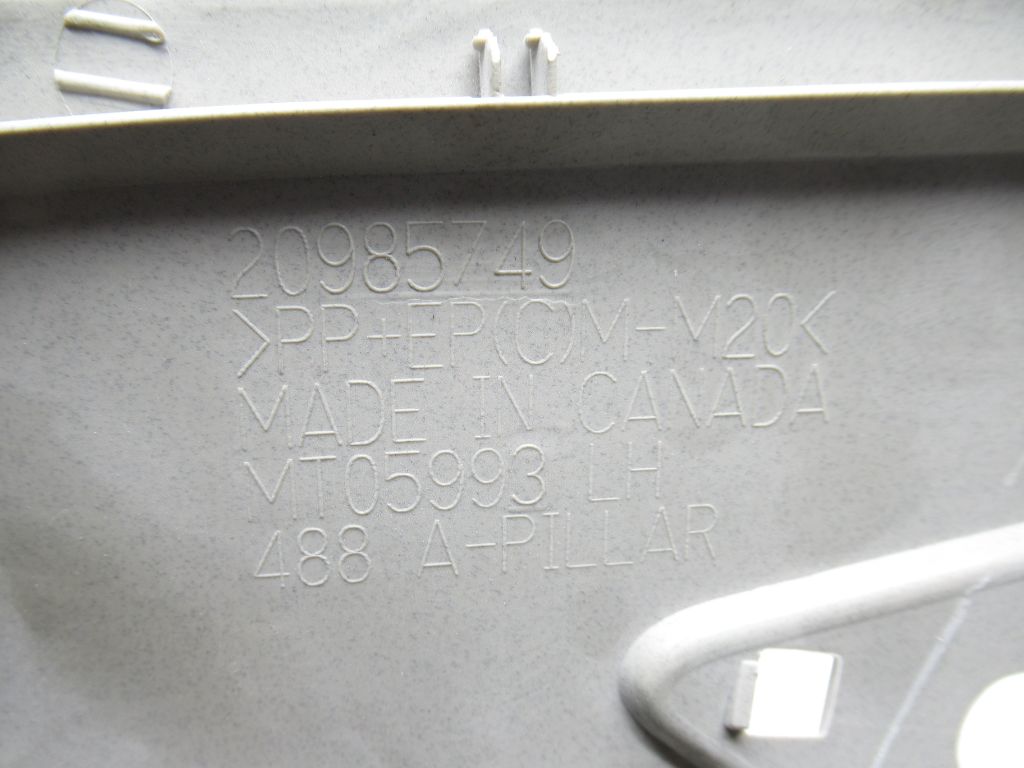 20985749
>PP+EP(C)M-M20<
MADE IN CANADA
MT05993 LH
488 A-PILLAR